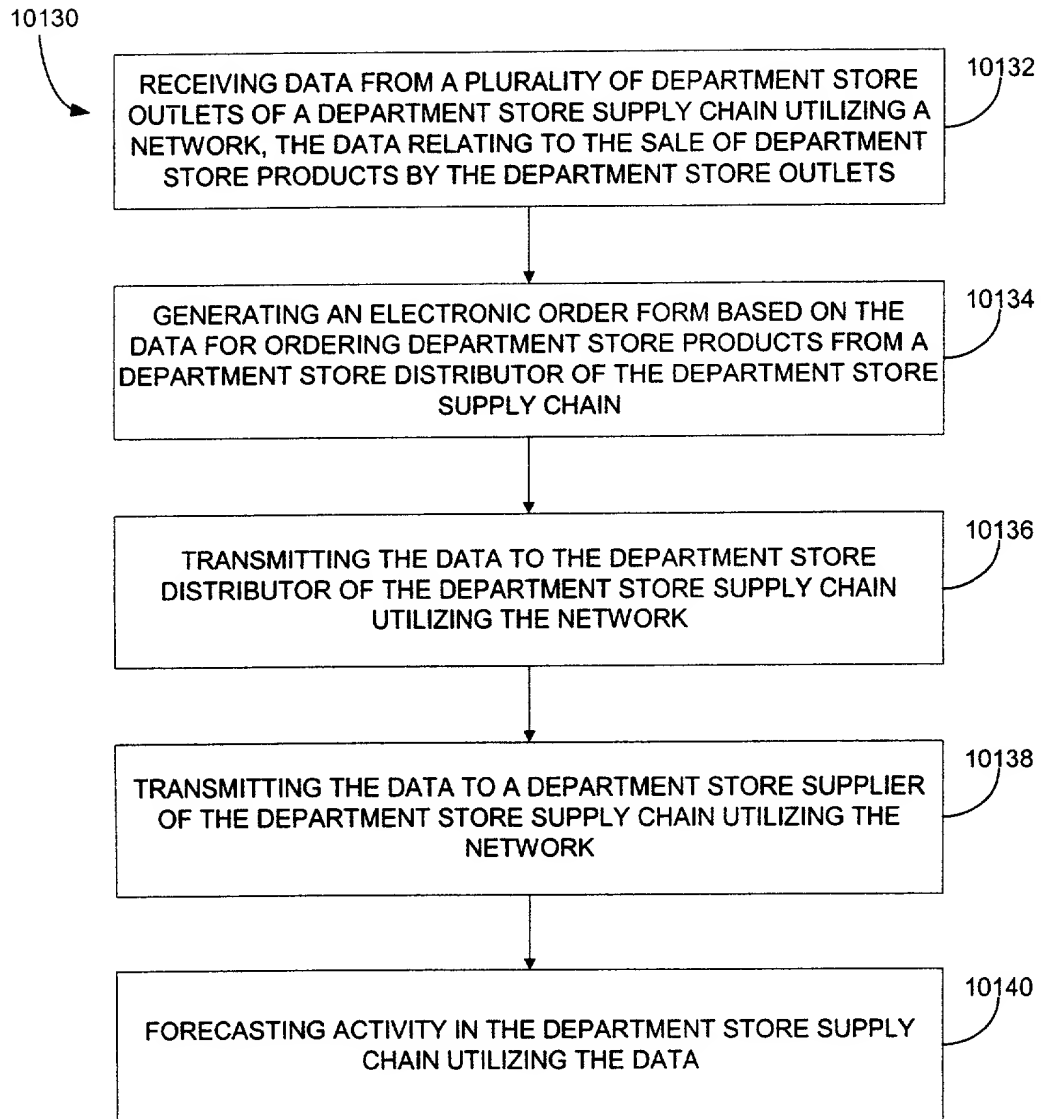 10130
RECEIVING DATA FROM A PLURALITY OF DEPARTMENT STORE
OUTLETS OF A DEPARTMENT STORE SUPPLY CHAIN UTILIZING A
NETWORK, THE DATA RELATING TO THE SALE OF DEPARTMENT
STORE PRODUCTS BY THE DEPARTMENT STORE OUTLETS
10132
GENERATING AN ELECTRONIC ORDER FORM BASED ON THE
DATA FOR ORDERING DEPARTMENT STORE PRODUCTS FROM A
DEPARTMENT STORE DISTRIBUTOR OF THE DEPARTMENT STORE
SUPPLY CHAIN
10134
TRANSMITTING THE DATA TO THE DEPARTMENT STORE
DISTRIBUTOR OF THE DEPARTMENT STORE SUPPLY CHAIN
UTILIZING THE NETWORK
10136
TRANSMITTING THE DATA TO A DEPARTMENT STORE SUPPLIER
OF THE DEPARTMENT STORE SUPPLY CHAIN UTILIZING THE
NETWORK
10138
FORECASTING ACTIVITY IN THE DEPARTMENT STORE SUPPLY
CHAIN UTILIZING THE DATA
10140